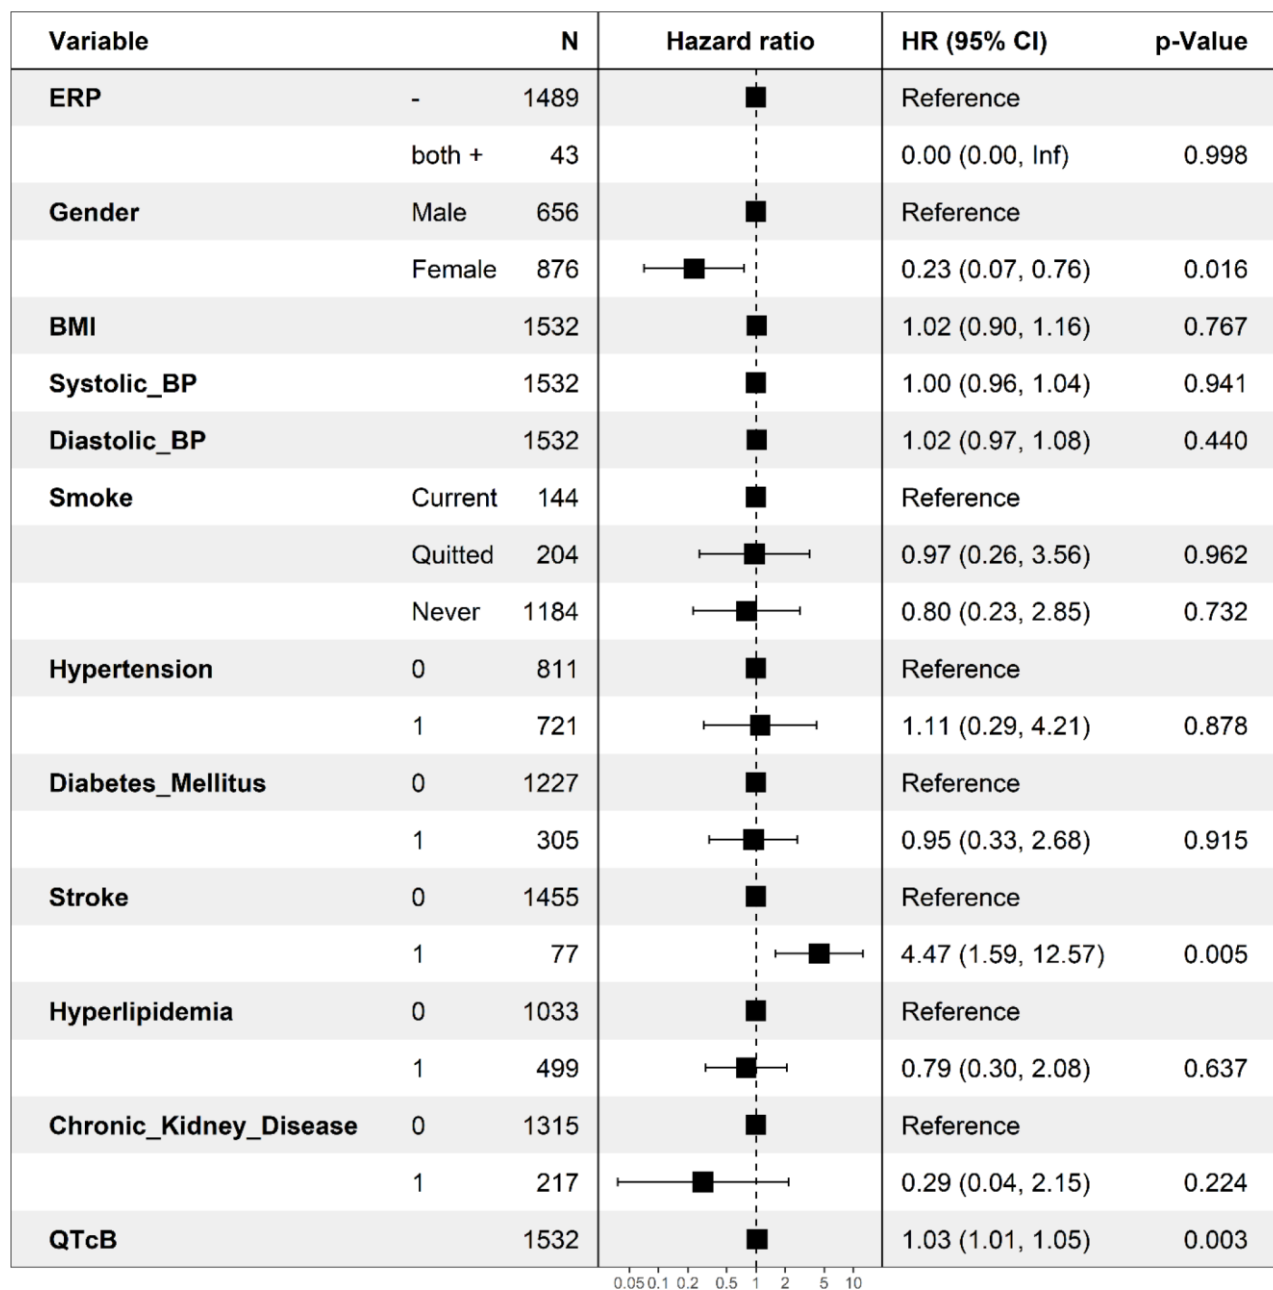 Variable N Hazard ratio HR (95% CI) p-Value
ERP - 1489 Reference
both + 43 0.00 (0.00, Inf) 0.998
Gender Male 656 Reference
Female 876 0.23 (0.07, 0.76) 0.016
BMI 1532 1.02 (0.90, 1.16) 0.767
Systolic_BP 1532 1.00 (0.96, 1.04) 0.941
Diastolic_BP 1532 1.02 (0.97, 1.08) 0.440
Smoke Current 144 Reference
Quitted 204 0.97 (0.26, 3.56) 0.962
Never 1184 0.80 (0.23, 2.85) 0.732
Hypertension 0 811 Reference
1 721 1.11 (0.29, 4.21) 0.878
Diabetes_Mellitus 0 1227 Reference
1 305 0.95 (0.33, 2.68) 0.915
Stroke 0 1455 Reference
1 77 4.47 (1.59, 12.57) 0.005
Hyperlipidemia 0 1033 Reference
1 499 0.79 (0.30, 2.08) 0.637
Chronic_Kidney_Disease 0 1315 Reference
1 217 0.29 (0.04, 2.15) 0.224
QTcB 1532 1.03 (1.01, 1.05) 0.003
0.05 0.1 0.2 0.5 1 2 5 10